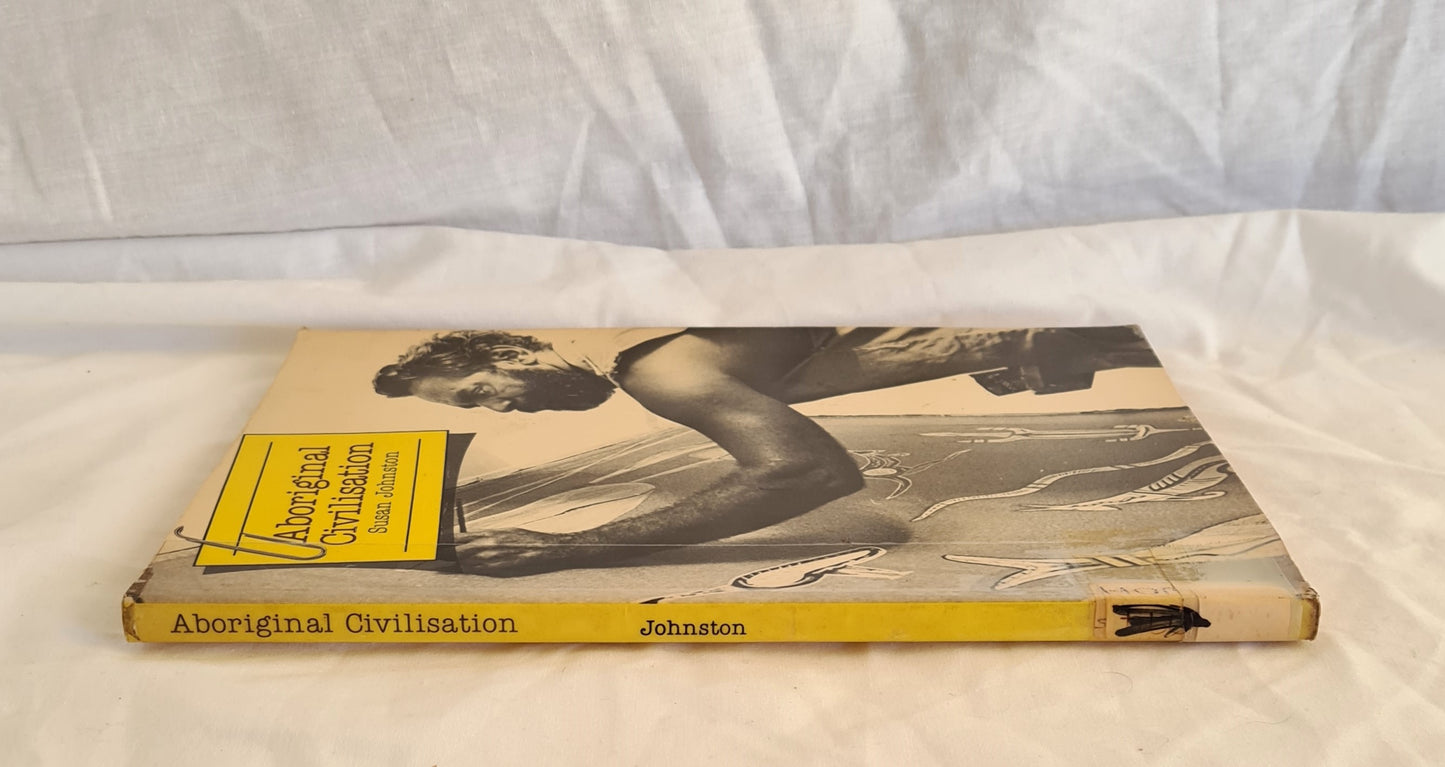 Aboriginal
Civilisation
Susan Johnston
Aboriginal Civilisation
Johnston